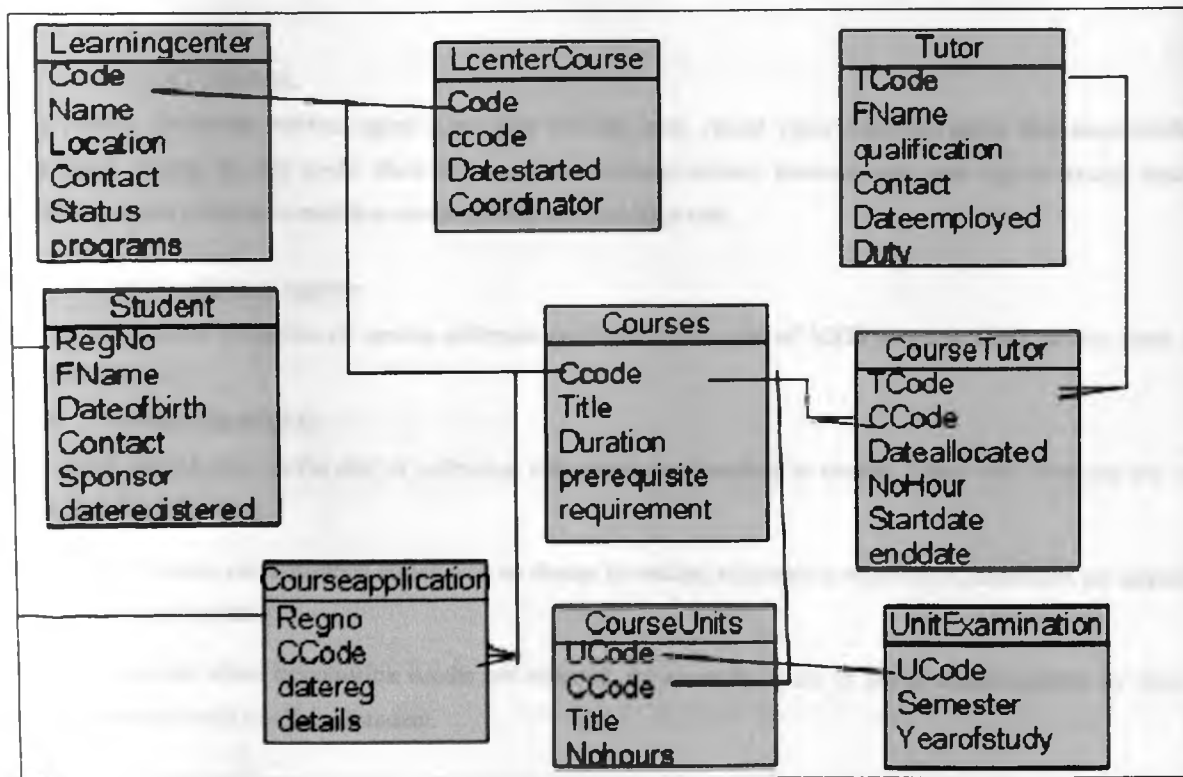 Learningcenter
Code
Name
Location
Contact
Status
programs
LcenterCourse
Code
ccode
Datestarted
Coordinator
Tutor
TCode
FName
qualification
Contact
Dateemployed
Duty
Student
RegNo
FName
Dateofbirth
Contact
Sponsor
dateregistered
Courses
Ccode
Title
Duration
prerequisite
requirement
CourseTutor
TCode
CCode
Dateallocated
NoHour
Startdate
enddate
Courseapplication
Regno
CCode
datereg
details
CourseUnits
UCode
CCode
Title
Nohours
UnitExamination
UCode
Semester
Yearofstudy